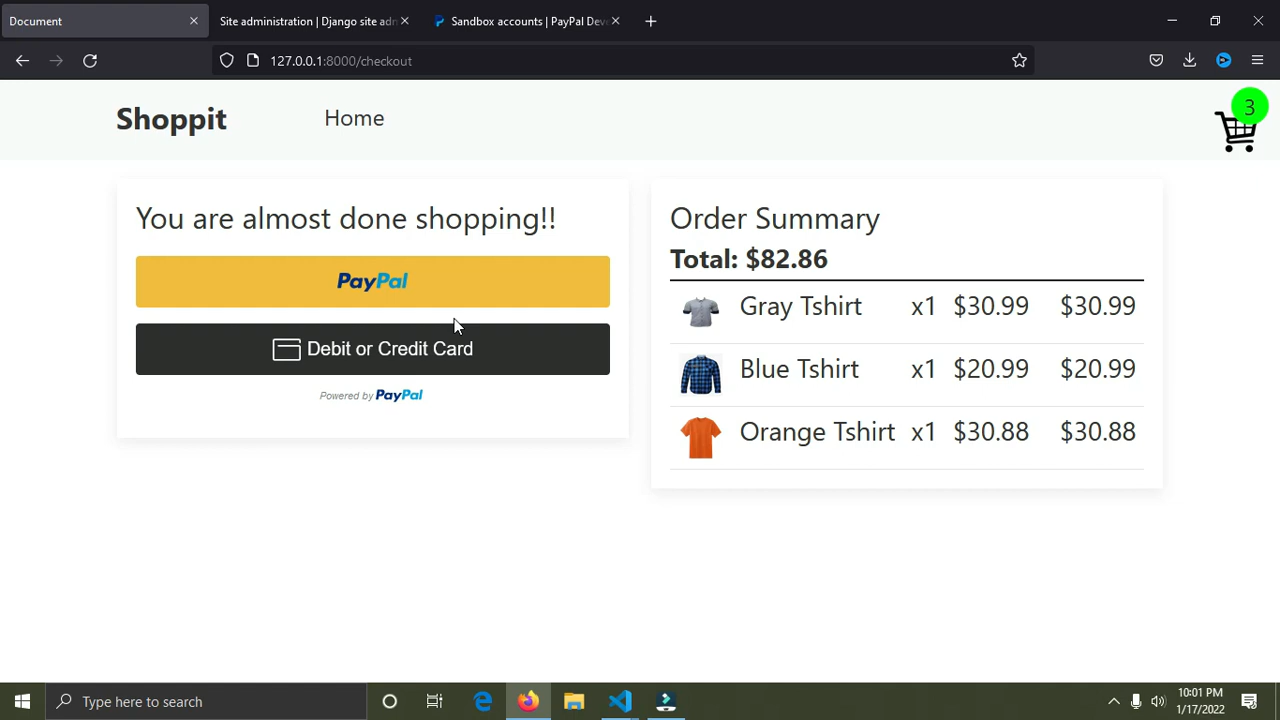 Document
Site administration | Django site adm
Sandbox accounts | PayPal Deve
127.0.0.1:8000/checkout
Shoppit
Home
3
You are almost done shopping!!
PayPal
Debit or Credit Card
Powered by PayPal
Order Summary
Total: $82.86
Gray Tshirt x1 $30.99 $30.99
Blue Tshirt x1 $20.99 $20.99
Orange Tshirt x1 $30.88 $30.88
Type here to search
10:01 PM
1/17/2022